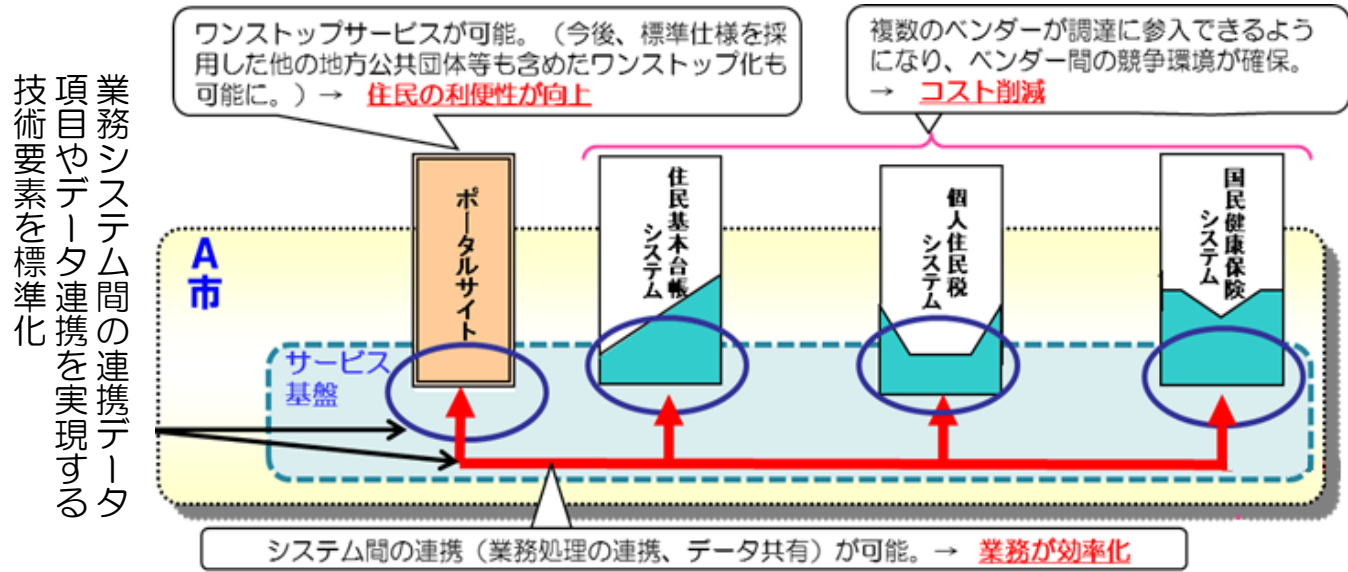 業務システム間の連携データ
項目やデータ連携を実現する
技術要素を標準化
ワンストップサービスが可能。（今後、標準仕様を採
用した他の地方公共団体等も含めたワンストップ化も
可能に。）→ 住民の利便性が向上
複数のベンダーが調達に参入できるよう
になり、ベンダー間の競争環境が確保。
→ コスト削減
A
市
ポータルサイト
住民基本台帳
システム
個人住民税
システム
国民健康保険
システム
サービス
基盤
システム間の連携（業務処理の連携、データ共有）が可能。→ 業務が効率化